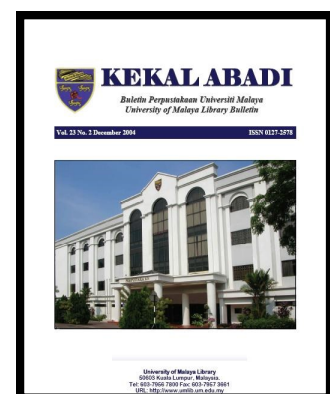 KEKAL ABADI
Buletin Perpustakaan Universiti Malaya
University of Malaya Library Bulletin
Vol. 23 No. 2 December 2004 ISSN 0127-2578
University of Malaya Library
50603 Kuala Lumpur, Malaysia.
Tel: 603-7956 7800 Fax: 603-7957 3661
URL: http://www.umlib.um.edu.my